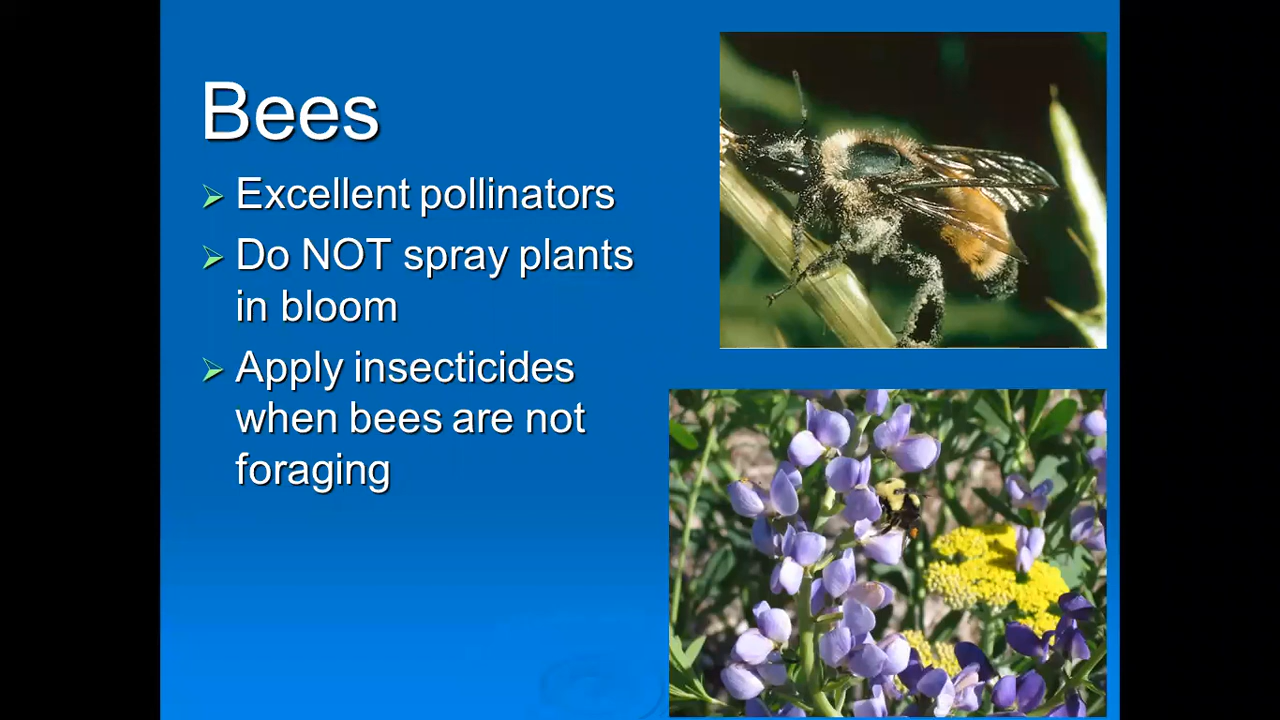 Bees
Excellent pollinators
Do NOT spray plants
in bloom
Apply insecticides
when bees are not
foraging